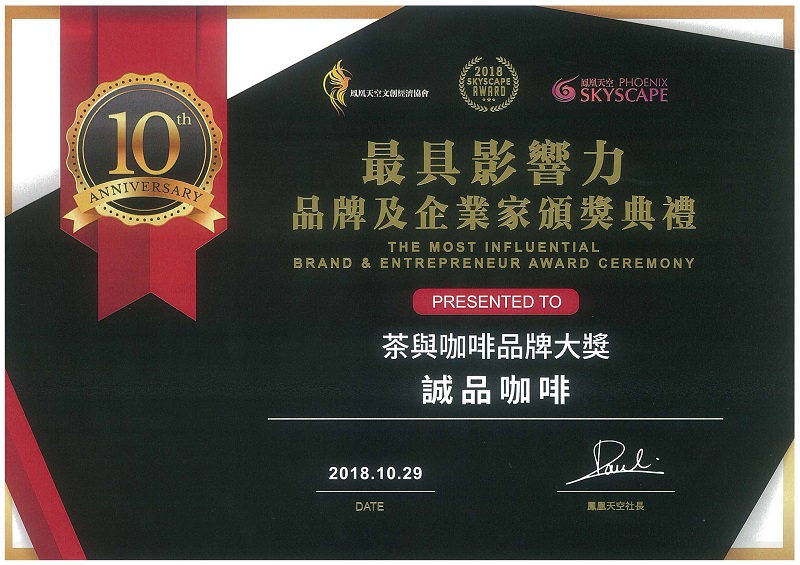 10th
ANNIVERSARY
鳳凰天空文創經濟協會
2018
SKYSCAPE
AWARD
鳳凰天空 PHOENIX
SKYSCAPE
最具影響力
品牌及企業家頒獎典禮
THE MOST INFLUENTIAL
BRAND & ENTREPRENEUR AWARD CEREMONY
PRESENTED TO
茶與咖啡品牌大獎
誠品咖啡
2018.10.29
DATE
鳳凰天空社長